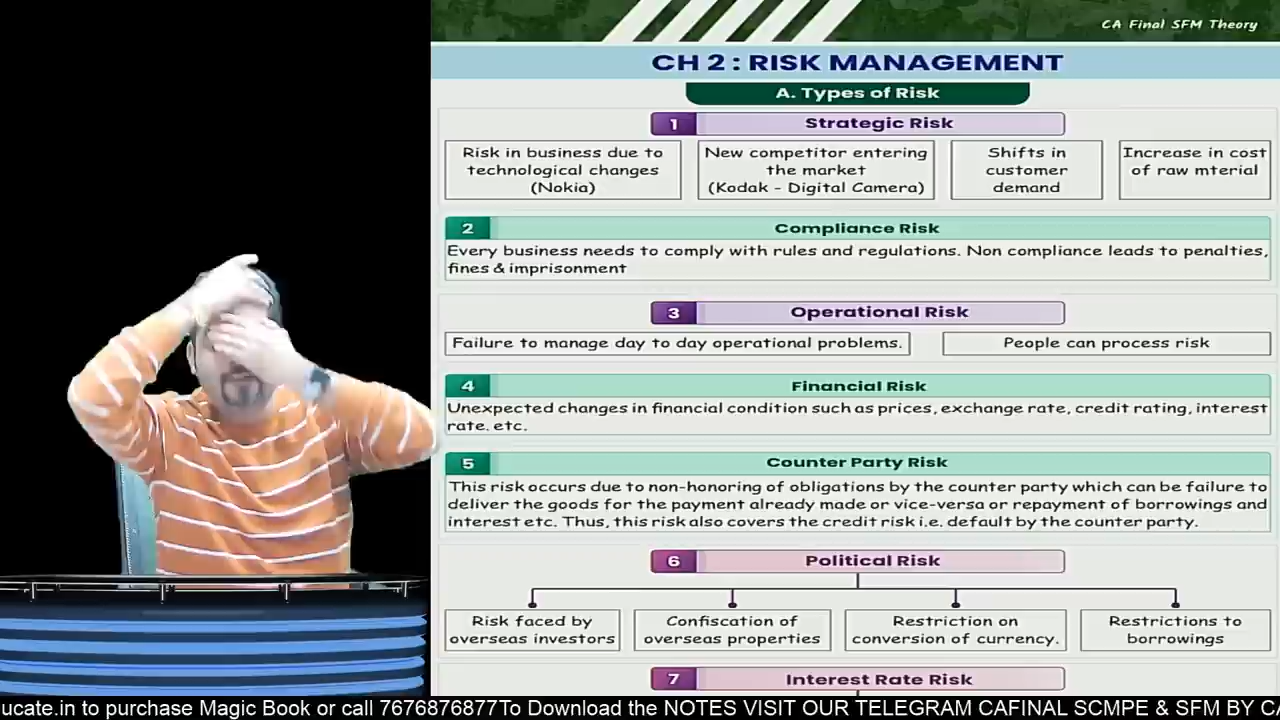 CA Final SFM Theory
CH 2 : RISK MANAGEMENT
A. Types of Risk
1 Strategic Risk
Risk in business due to
technological changes
(Nokia)
New competitor entering
the market
(Kodak - Digital Camera)
Shifts in
customer
demand
Increase in cost
of raw mterial
2 Compliance Risk
Every business needs to comply with rules and regulations. Non compliance leads to penalties,
fines & imprisonment
3 Operational Risk
Failure to manage day to day operational problems.
People can process risk
4 Financial Risk
Unexpected changes in financial condition such as prices, exchange rate, credit rating, interest
rate. etc.
5 Counter Party Risk
This risk occurs due to non-honoring of obligations by the counter party which can be failure to
deliver the goods for the payment already made or vice-versa or repayment of borrowings and
interest etc. Thus, this risk also covers the credit risk i.e. default by the counter party.
6 Political Risk
Risk faced by
overseas investors
Confiscation of
overseas properties
Restriction on
conversion of currency.
Restrictions to
borrowings
7 Interest Rate Risk
ucate.in to purchase Magic Book or call 7676876877To Download the NOTES VISIT OUR TELEGRAM CAFINAL SCMPE & SFM BY CA